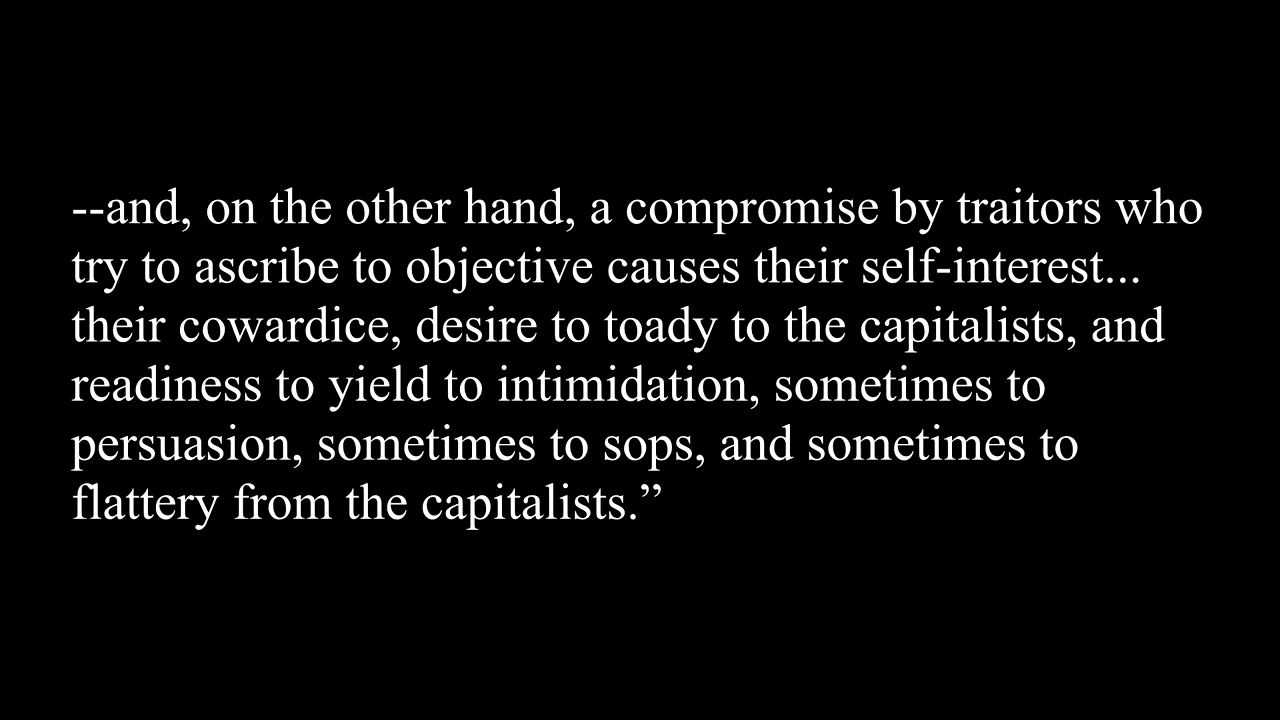 --and, on the other hand, a compromise by traitors who
try to ascribe to objective causes their self-interest...
their cowardice, desire to toady to the capitalists, and
readiness to yield to intimidation, sometimes to
persuasion, sometimes to sops, and sometimes to
flattery from the capitalists.”